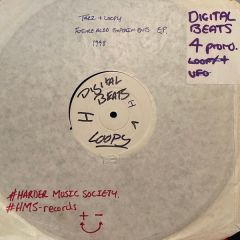 TAZZ + LOOPY
E.P.
1998
DIGITAL
BEATS
4 promo.
LOOPY +
UFO
DIGITAL
BEATS
H
LOOPY
#HARDER MUSIC SOCIETY.
#HMS-records